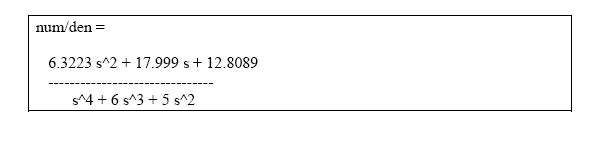 num/den =
6.3223 s^2 + 17.999 s + 12.8089
-------------------------------
s^4 + 6 s^3 + 5 s^2